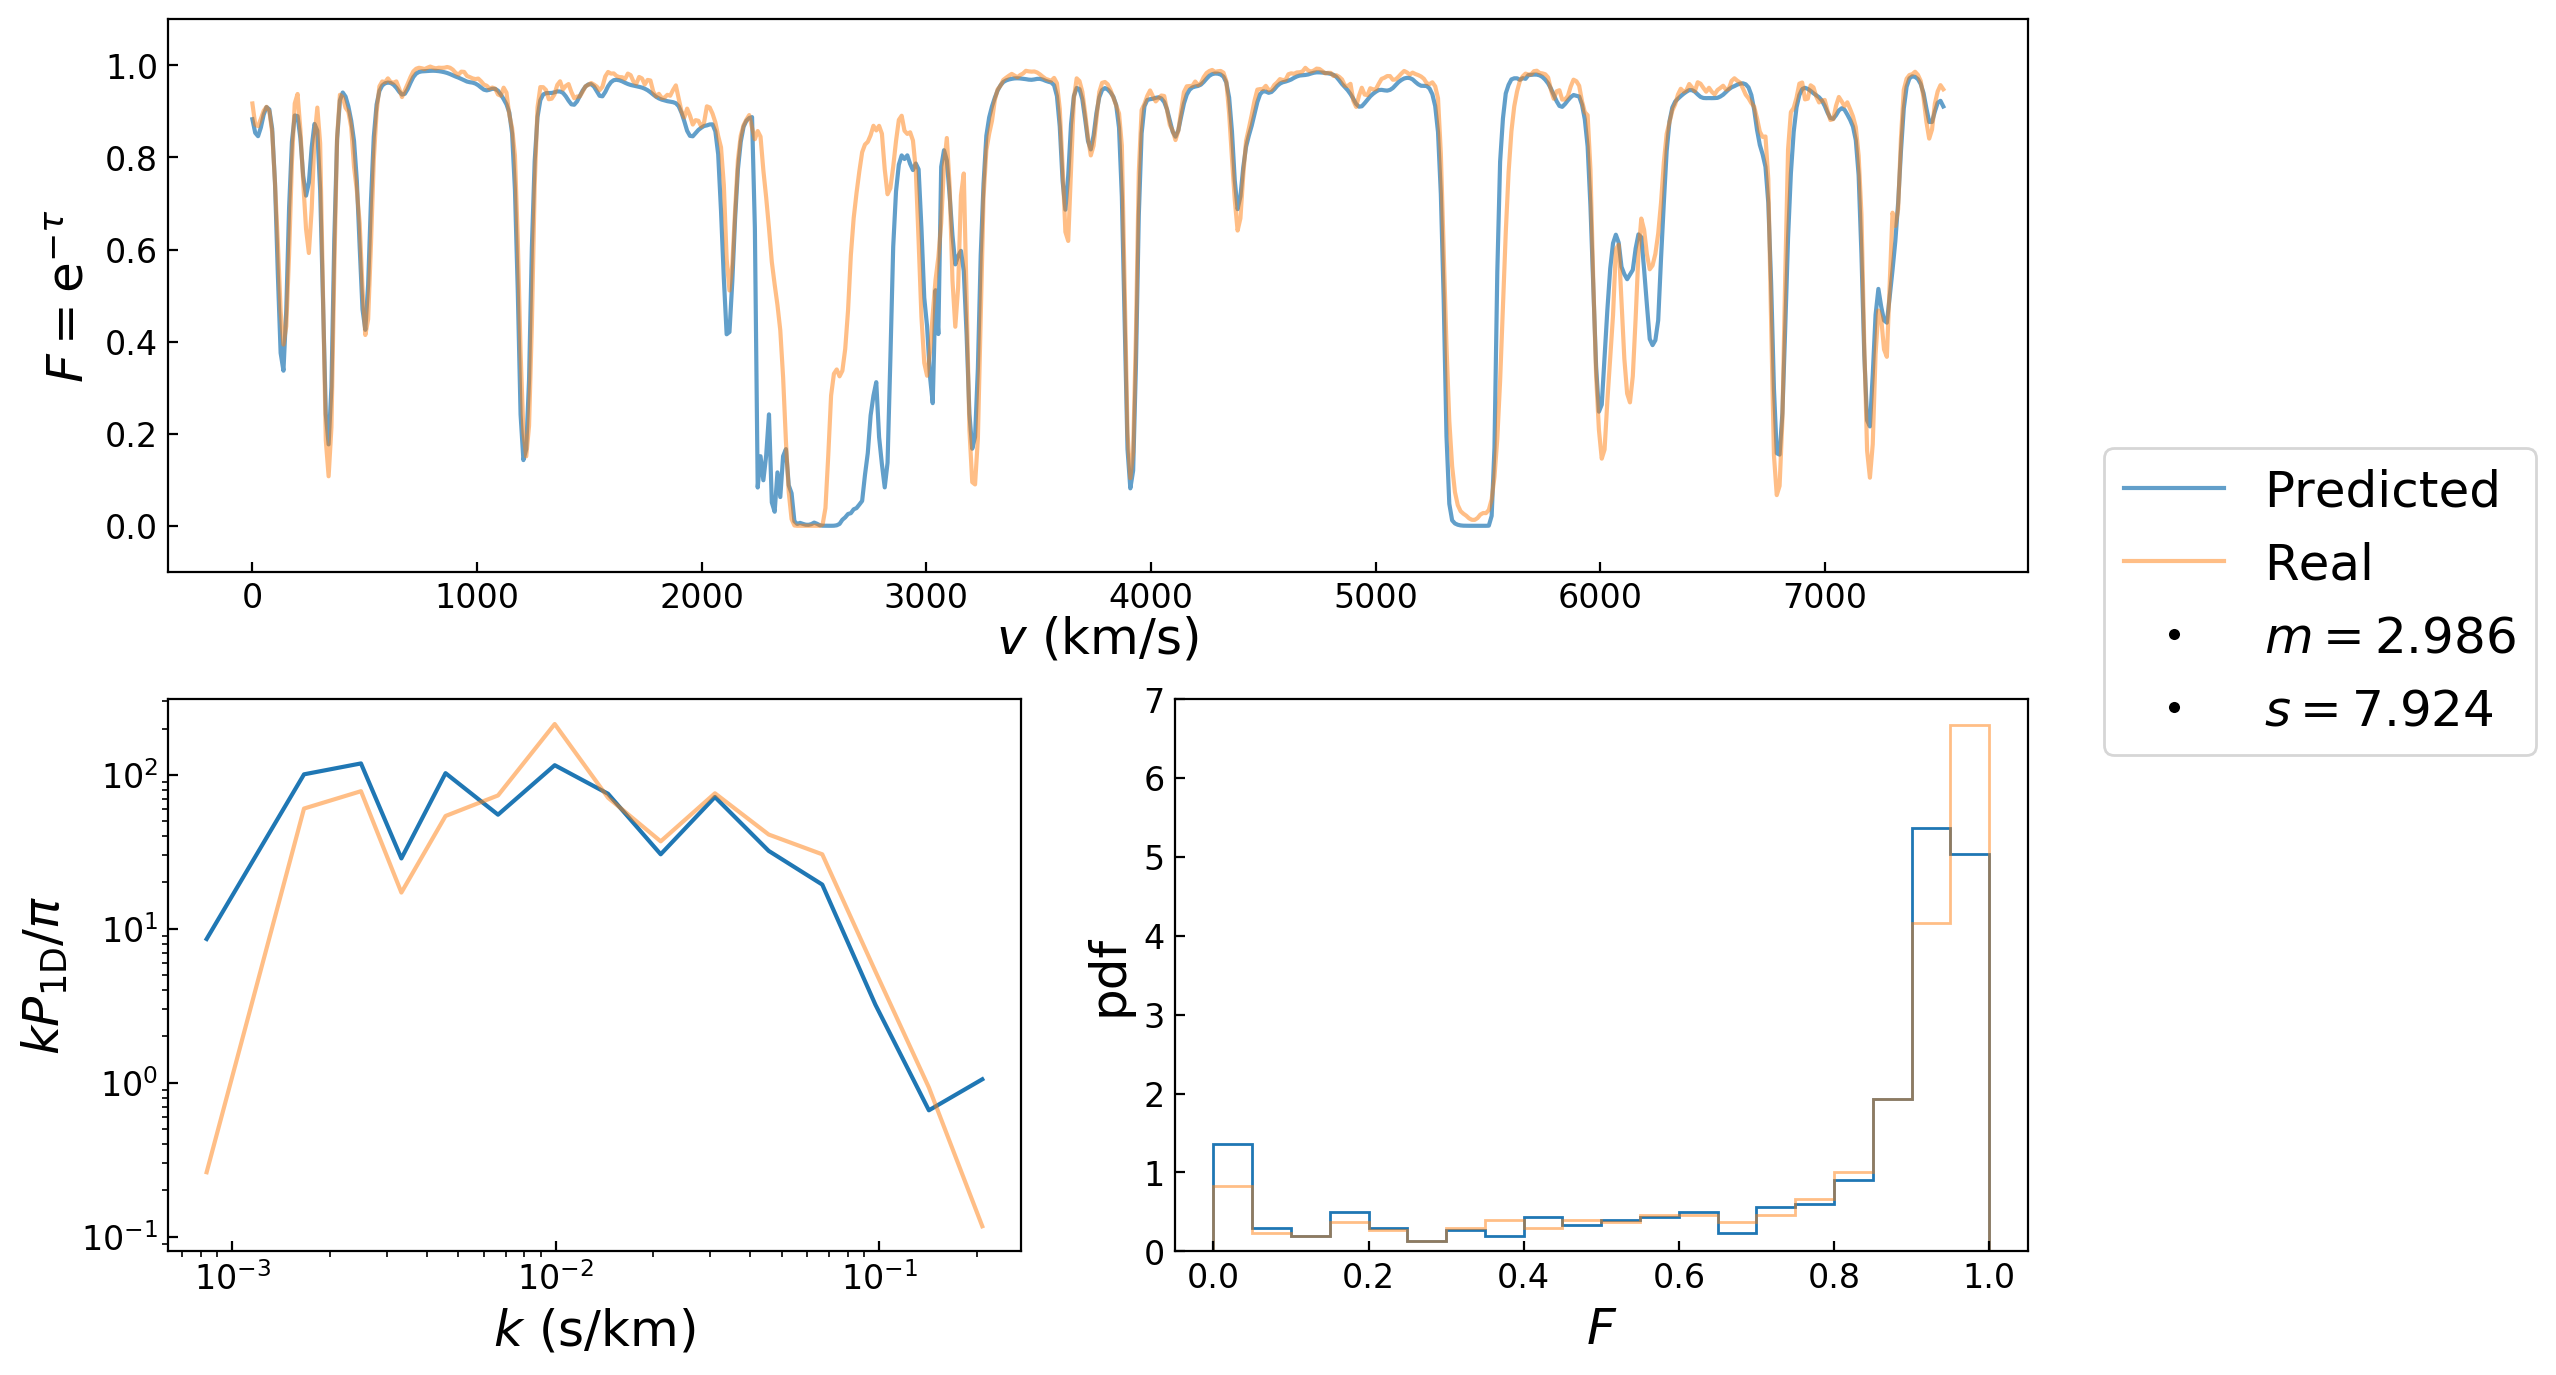 F = e^{−τ}
1.0
0.8
0.6
0.4
0.2
0.0
0 1000 2000 3000 4000 5000 6000 7000
v (km/s)
Predicted
Real
m = 2.986
s = 7.924
kP_{1D}/π
10^2
10^1
10^0
10^{−1}
10^{−3} 10^{−2} 10^{−1}
k (s/km)
pdf
7
6
5
4
3
2
1
0
0.0 0.2 0.4 0.6 0.8 1.0
F